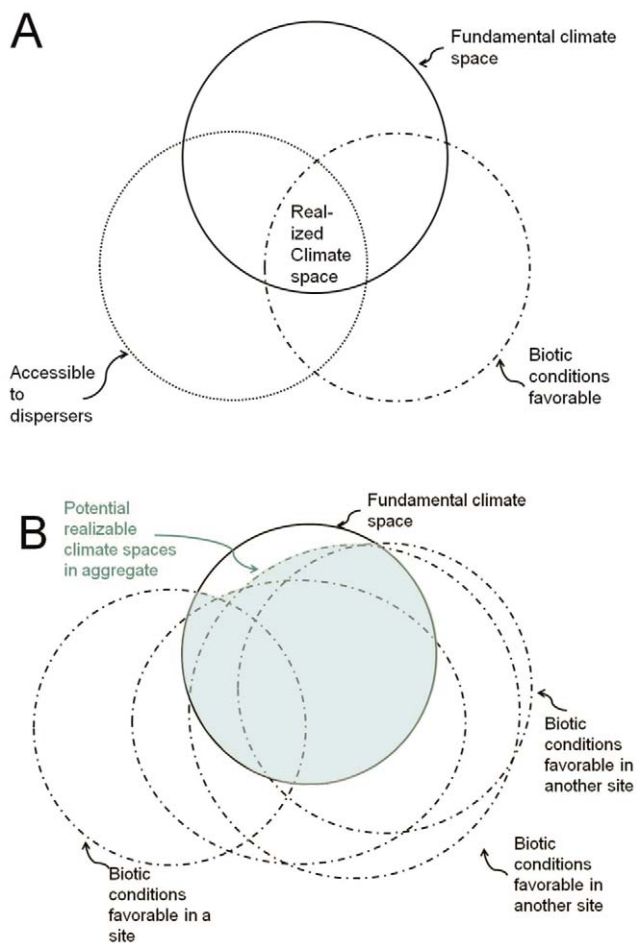 A
Fundamental climate
space
Real-
ized
Climate
space
Accessible
to
dispersers
Biotic
conditions
favorable
B
Potential
realizable
climate spaces
in aggregate
Fundamental climate
space
Biotic
conditions
favorable in
another site
Biotic
conditions
favorable in
another site
Biotic
conditions
favorable in a
site